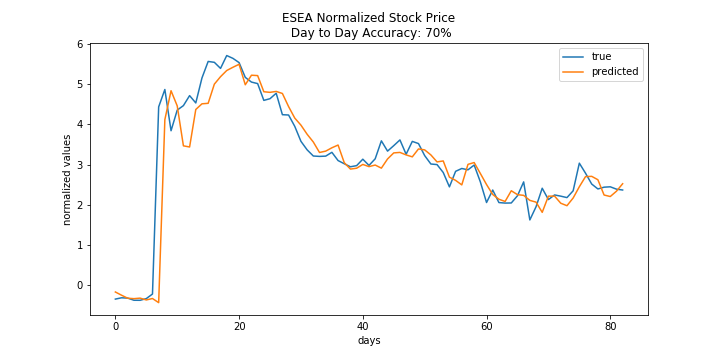 ESEA Normalized Stock Price
Day to Day Accuracy: 70%
true
predicted
normalized values
6
5
4
3
2
1
0
0
20
40
60
80
days